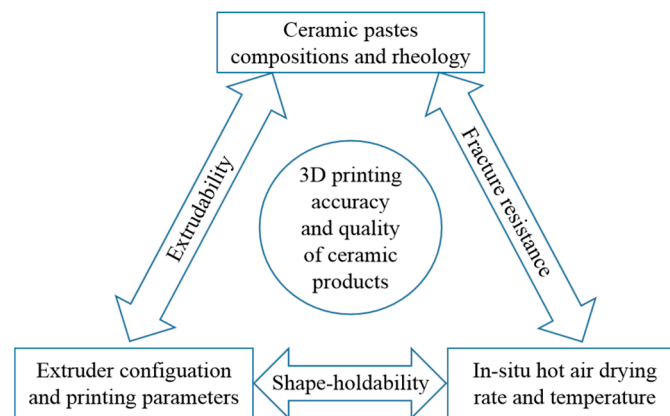 Ceramic pastes
compositions and rheology
Extrudability
Fracture resistance
3D printing
accuracy
and quality
of ceramic
products
Extruder configuation
and printing parameters
Shape-holdability
In-situ hot air drying
rate and temperature